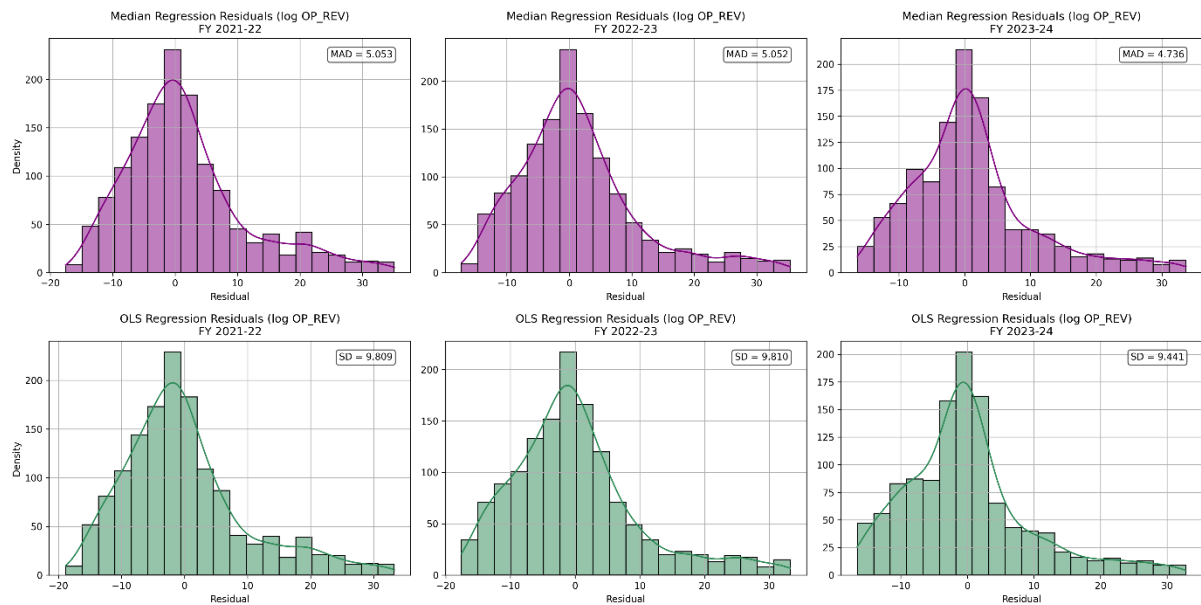 Median Regression Residuals (log OP_REV)
FY 2021-22
MAD = 5.053
Density
200
150
100
50
0
−20
−10
0
10
20
30
Residual
Median Regression Residuals (log OP_REV)
FY 2022-23
MAD = 5.052
200
150
100
50
0
−10
0
10
20
30
Residual
Median Regression Residuals (log OP_REV)
FY 2023-24
MAD = 4.736
200
175
150
125
100
75
50
25
0
−10
0
10
20
30
Residual
OLS Regression Residuals (log OP_REV)
FY 2021-22
SD = 9.809
Density
200
150
100
50
0
−20
−10
0
10
20
30
Residual
OLS Regression Residuals (log OP_REV)
FY 2022-23
SD = 9.810
200
150
100
50
0
−10
0
10
20
30
Residual
OLS Regression Residuals (log OP_REV)
FY 2023-24
SD = 9.441
200
175
150
125
100
75
50
25
0
−10
0
10
20
30
Residual